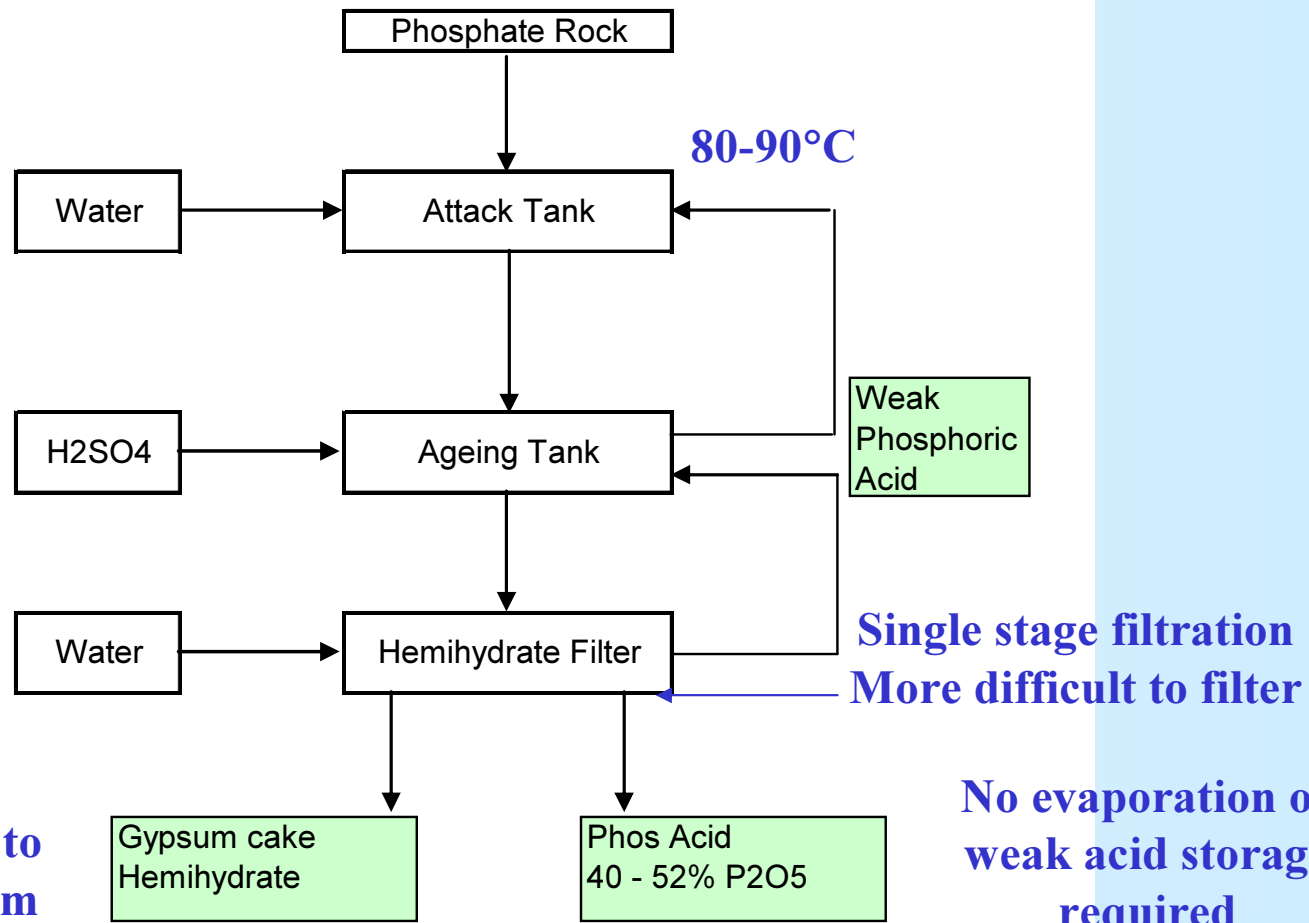 Phosphate Rock
80-90°C
Water
Attack Tank
Weak
Phosphoric
Acid
H2SO4
Ageing Tank
Water
Hemihydrate Filter
Single stage filtration
More difficult to filter
No evaporation o
weak acid storag
required
to
m
Gypsum cake
Hemihydrate
Phos Acid
40 - 52% P2O5